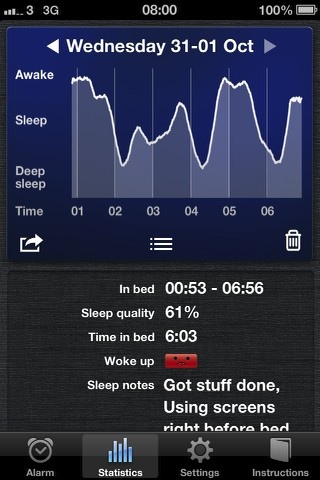 3 3G 08:00 100%
Wednesday 31-01 Oct
Awake
Sleep
Deep
sleep
Time 01 02 03 04 05 06
In bed 00:53 - 06:56
Sleep quality 61%
Time in bed 6:03
Woke up
Sleep notes Got stuff done,
Using screens
right before bed
Alarm Statistics Settings Instructions